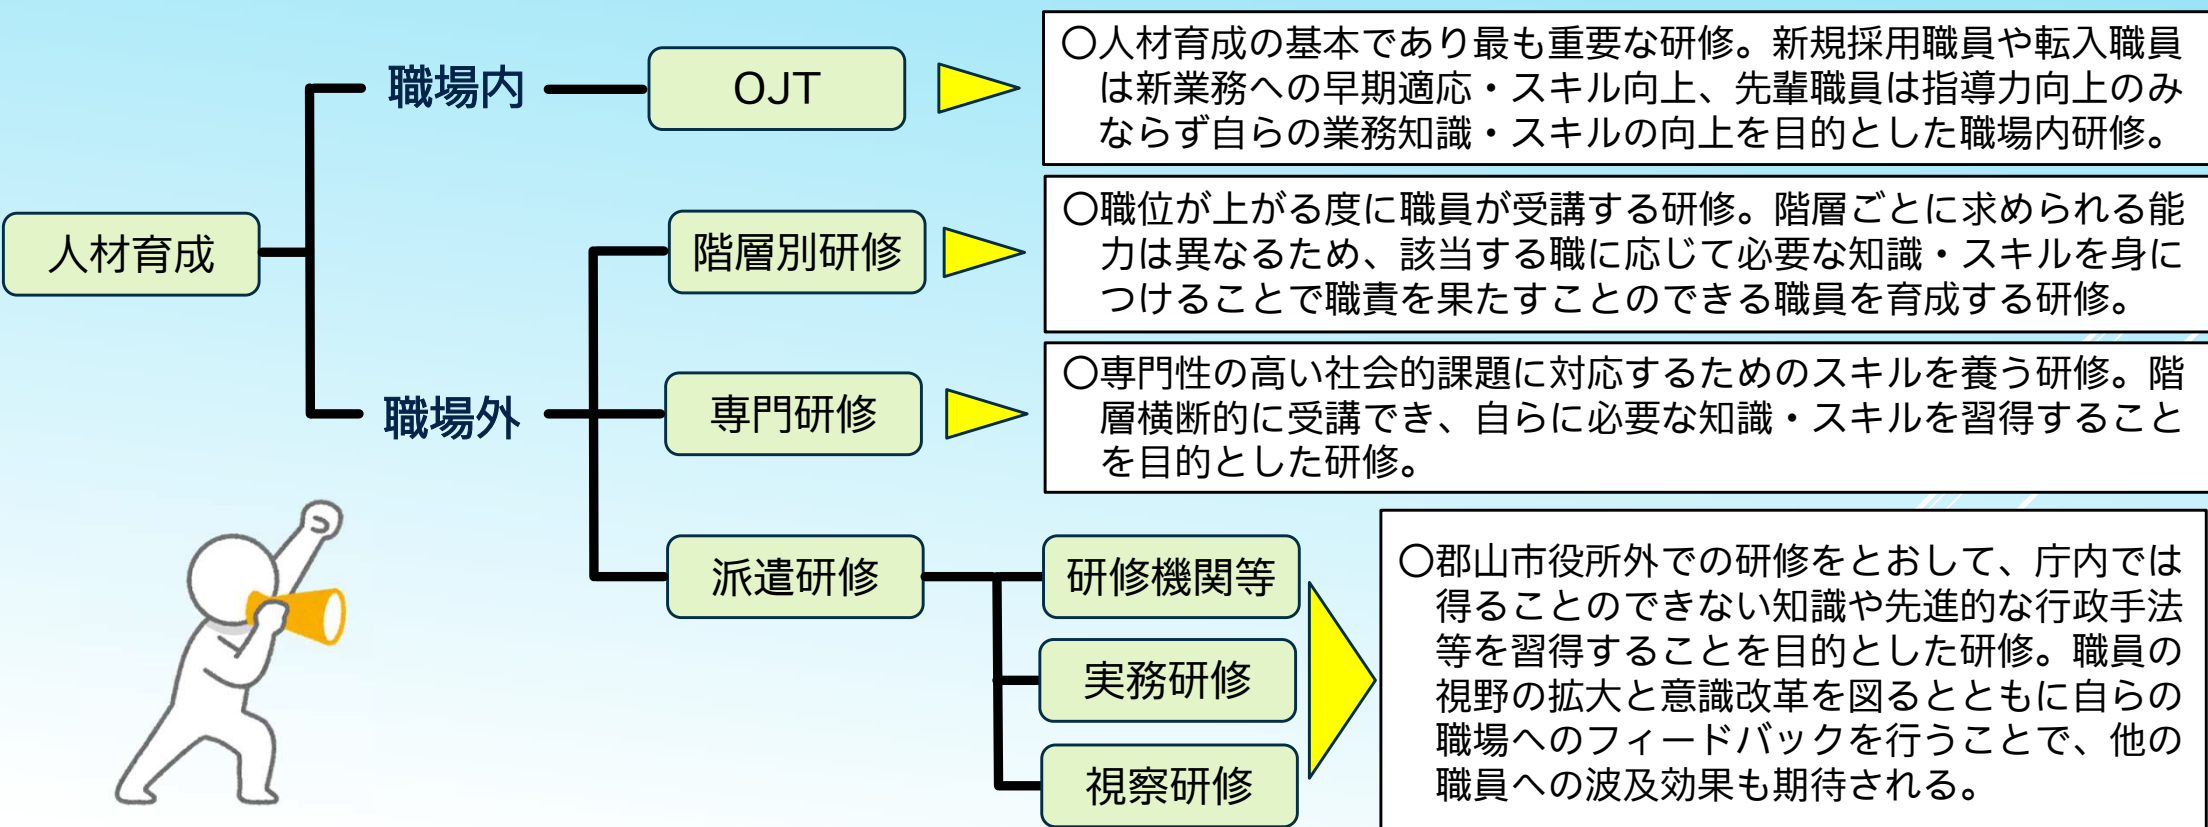 人材育成
職場内
OJT
〇人材育成の基本であり最も重要な研修。新規採用職員や転入職員
は新業務への早期適応・スキル向上、先輩職員は指導力向上のみ
ならず自らの業務知識・スキルの向上を目的とした職場内研修。
職場外
階層別研修
〇職位が上がる度に職員が受講する研修。階層ごとに求められる能
力は異なるため、該当する職に応じて必要な知識・スキルを身に
つけることで職責を果たすことのできる職員を育成する研修。
専門研修
〇専門性の高い社会的課題に対応するためのスキルを養う研修。階
層横断的に受講でき、自らに必要な知識・スキルを習得すること
を目的とした研修。
派遣研修
研修機関等
実務研修
視察研修
〇郡山市役所外での研修をとおして、庁内では
得ることのできない知識や先進的な行政手法
等を習得することを目的とした研修。職員の
視野の拡大と意識改革を図るとともに自らの
職場へのフィードバックを行うことで、他の
職員への波及効果も期待される。